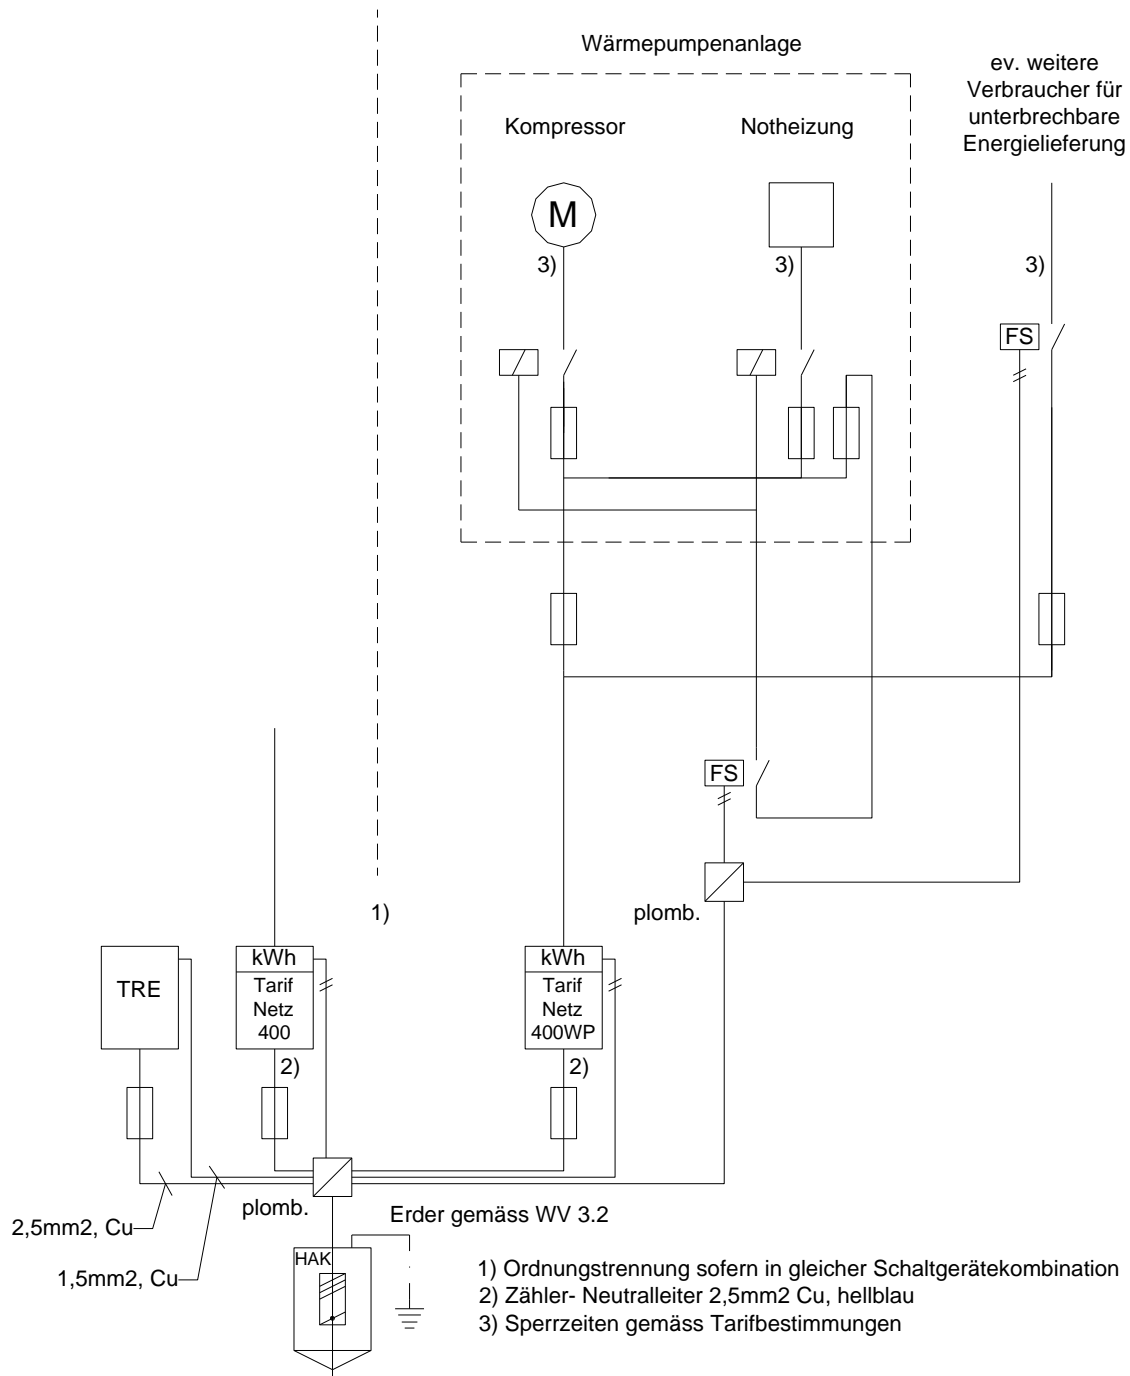 Wärmepumpenanlage
ev. weitere
Verbraucher für
unterbrechbare
Energielieferung
Kompressor
Notheizung
M
3)
3)
3)
FS
FS
plomb.
1)
TRE
kWh
Tarif
Netz
400
2)
kWh
Tarif
Netz
400WP
2)
plomb.
2,5mm2, Cu
1,5mm2, Cu
Erder gemäss WV 3.2
HAK
1) Ordnungstrennung sofern in gleicher Schaltgerätekombination
2) Zähler- Neutralleiter 2,5mm2 Cu, hellblau
3) Sperrzeiten gemäss Tarifbestimmungen